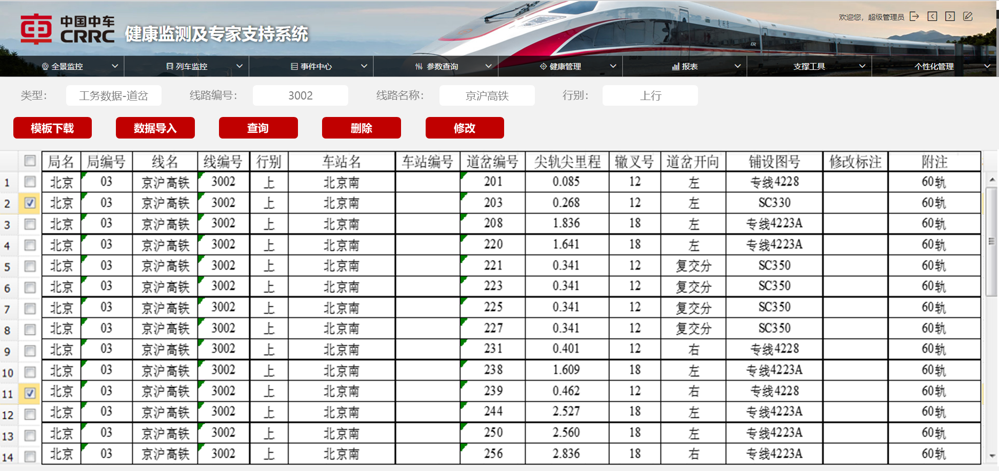 中国中车
CRRC
健康监测及专家支持系统
欢迎您，超级管理员
全景监控 列车监控 事件中心 参数查询 健康管理 报表 支撑工具 个性化管理
类型： 工务数据-道岔 线路编号： 3002 线路名称： 京沪高铁 行别： 上行
模板下载 数据导入 查询 删除 修改
局名 局编号 线名 线编号 行别 车站名 车站编号 道岔编号 尖轨尖里程 辙叉号 道岔开向 铺设图号 修改标注 附注
1 北京 03 京沪高铁 3002 上 北京南 201 0.085 12 左 专线4228 60轨
2 北京 03 京沪高铁 3002 上 北京南 203 0.268 12 左 SC330 60轨
3 北京 03 京沪高铁 3002 上 北京南 208 1.836 18 左 专线4223A 60轨
4 北京 03 京沪高铁 3002 上 北京南 220 1.641 18 左 专线4223A 60轨
5 北京 03 京沪高铁 3002 上 北京南 221 0.341 12 复交分 SC350 60轨
6 北京 03 京沪高铁 3002 上 北京南 223 0.341 12 复交分 SC350 60轨
7 北京 03 京沪高铁 3002 上 北京南 225 0.341 12 复交分 SC350 60轨
8 北京 03 京沪高铁 3002 上 北京南 227 0.341 12 复交分 SC350 60轨
9 北京 03 京沪高铁 3002 上 北京南 231 0.401 12 右 专线4228 60轨
10 北京 03 京沪高铁 3002 上 北京南 238 1.609 18 左 专线4223A 60轨
11 北京 03 京沪高铁 3002 上 北京南 239 0.462 12 右 专线4228 60轨
12 北京 03 京沪高铁 3002 上 北京南 244 2.527 18 左 专线4223A 60轨
13 北京 03 京沪高铁 3002 上 北京南 250 2.560 18 左 专线4223A 60轨
14 北京 03 京沪高铁 3002 上 北京南 256 2.836 18 右 专线4223A 60轨